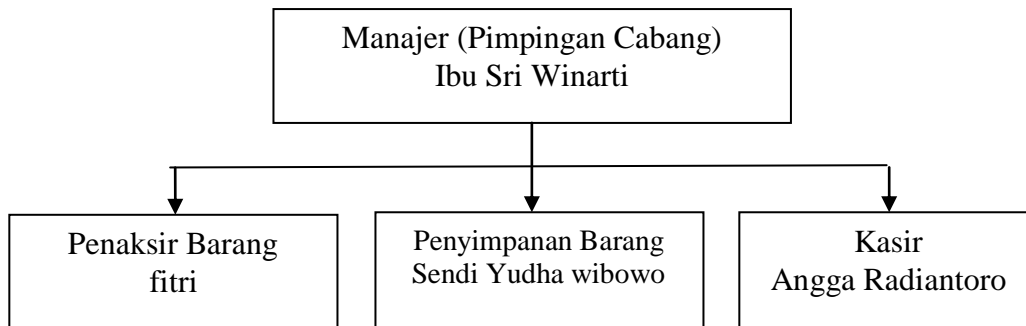 Manajer (Pimpingan Cabang)
Ibu Sri Winarti
Penaksir Barang
fitri
Penyimpanan Barang
Sendi Yudha wibowo
Kasir
Angga Radiantoro